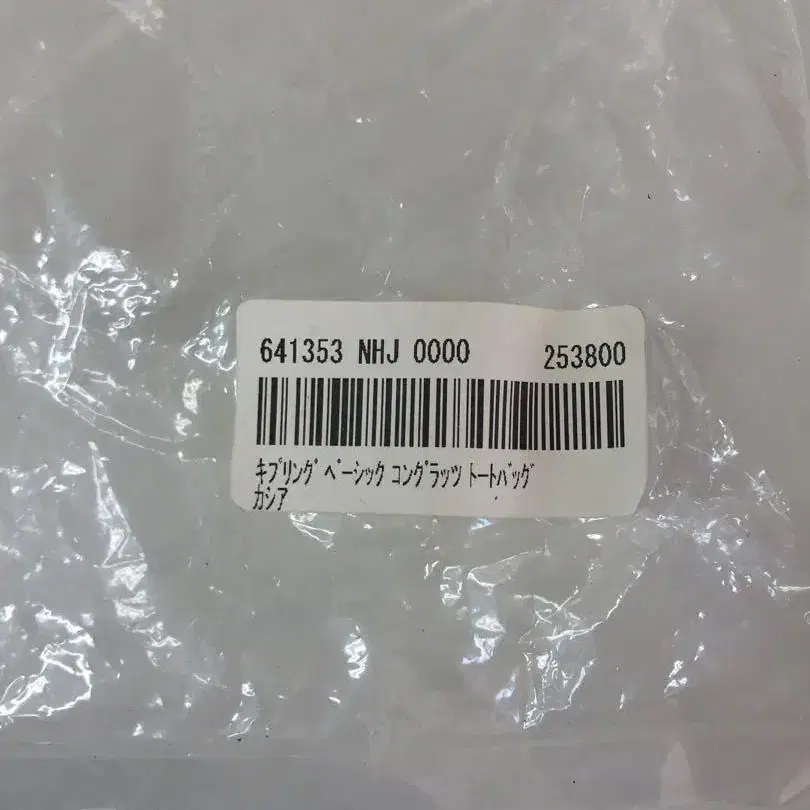 641353 NHJ 0000 253800
ｷﾌﾟﾘﾝｸﾞ ﾍﾞｰｼｯｸ ｺﾝｸﾞﾗｯﾂ ﾄｰﾄﾊﾞｯｸﾞ
ｶｼｱ